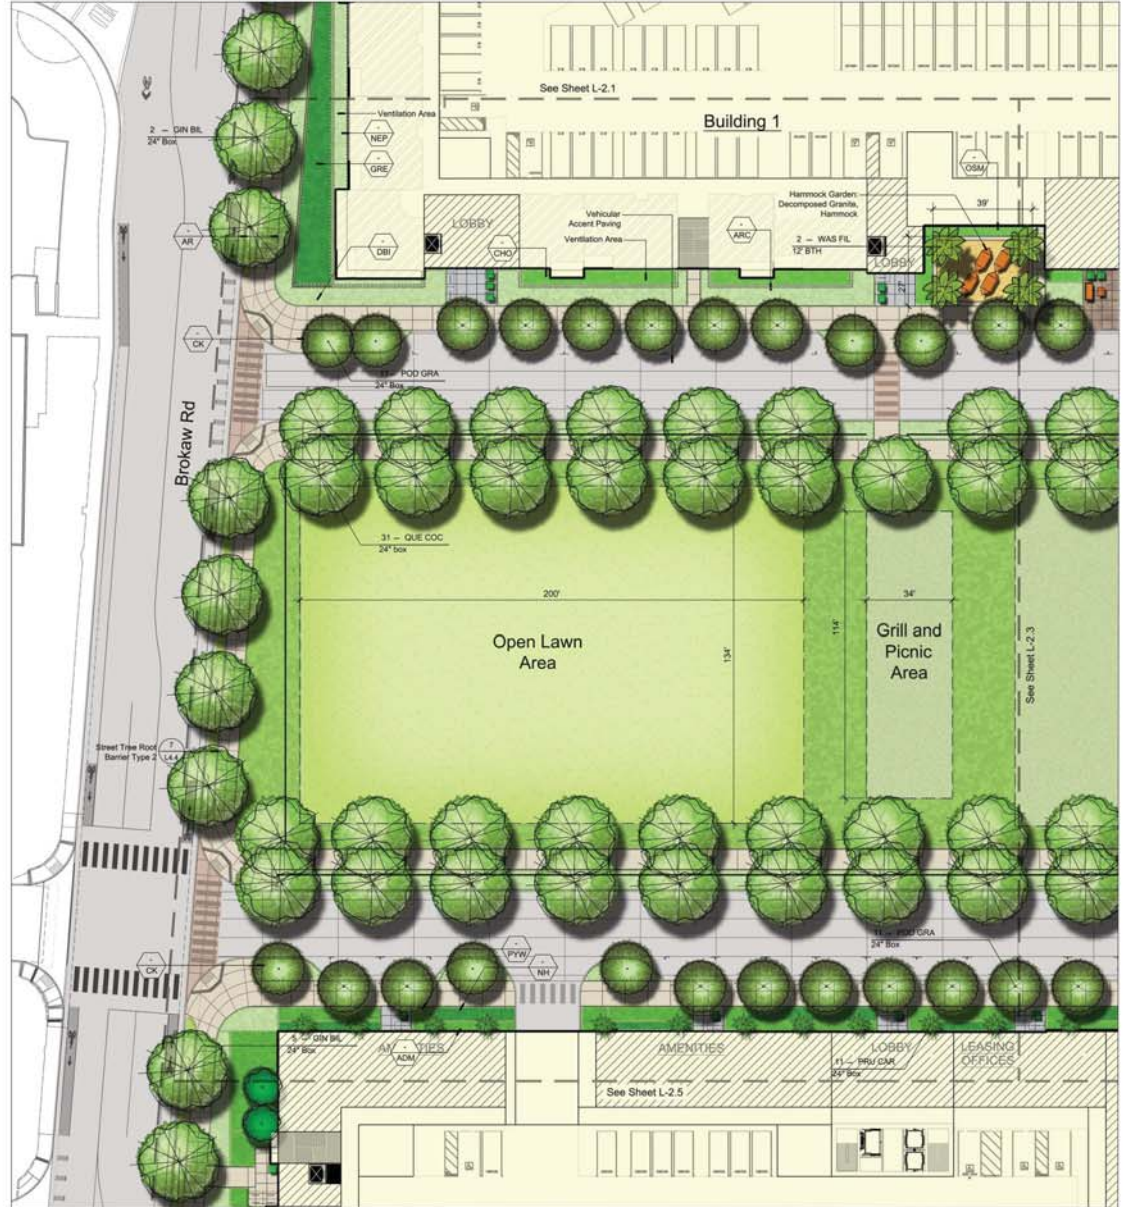 See Sheet L-2.1
Building 1
Ventilation Area
NEP
2 — GIN BIL
24" Box
GRE
OSM
Hammock Garden:
Decomposed Granite,
Hammock
39'
LOBBY
Vehicular
Accent Paving
AR
ARC
Ventilation Area
2 — WAS FIL
12' BTH
DBI
CHO
LOBBY
27'
CK
POD GRA
24" Box
Brokaw Rd
31 — QUE COC
24" box
200'
34'
114'
134'
Open Lawn
Area
Grill and
Picnic
Area
See Sheet L-2.3
Street Tree Root
Barrier Type 2
7
L4.4
11 — POD GRA
24" Box
PYW
NH
CK
5 — GIN BIL
24" Box
AMENITIES
ADM
AMENITIES
LOBBY
LEASING
OFFICES
11 — PRU CAR
24" Box
See Sheet L-2.5